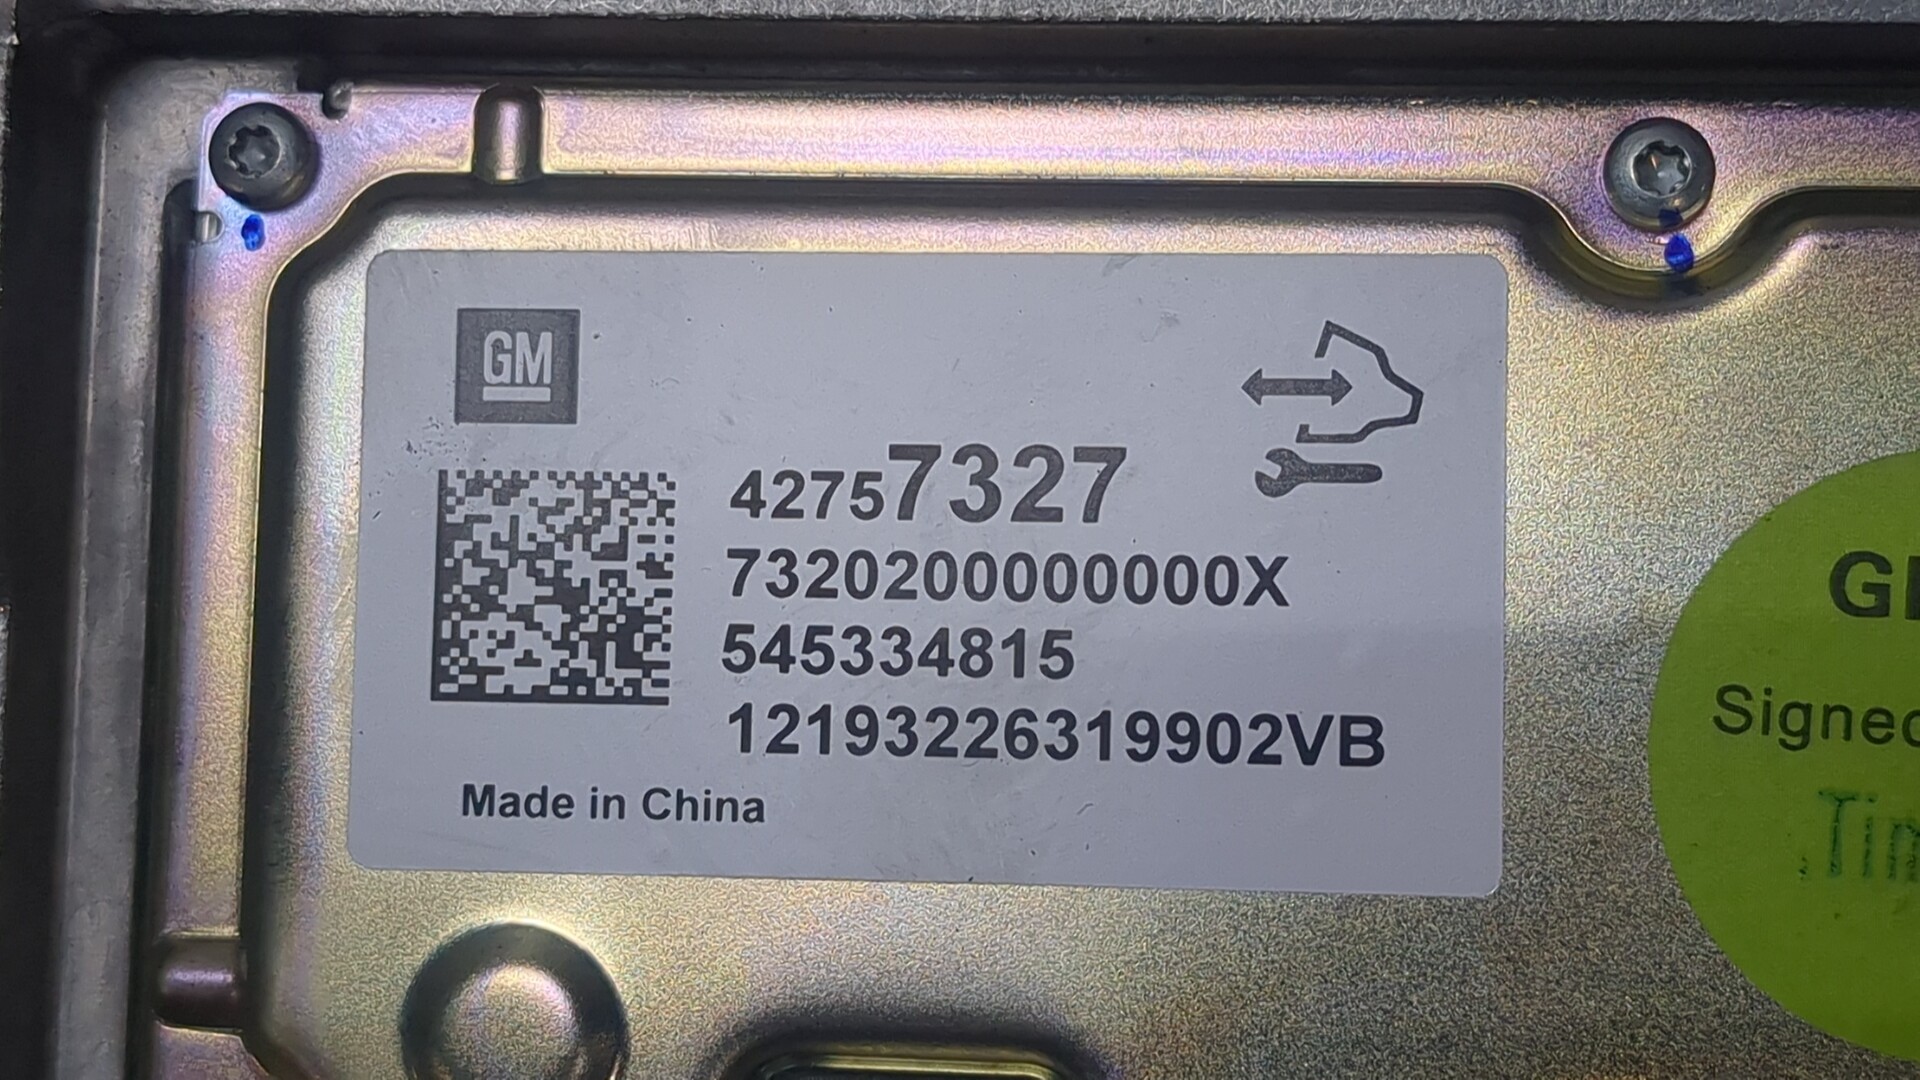 GM
42757327
7320200000000X
545334815
12193226319902VB
Made in China
Signed